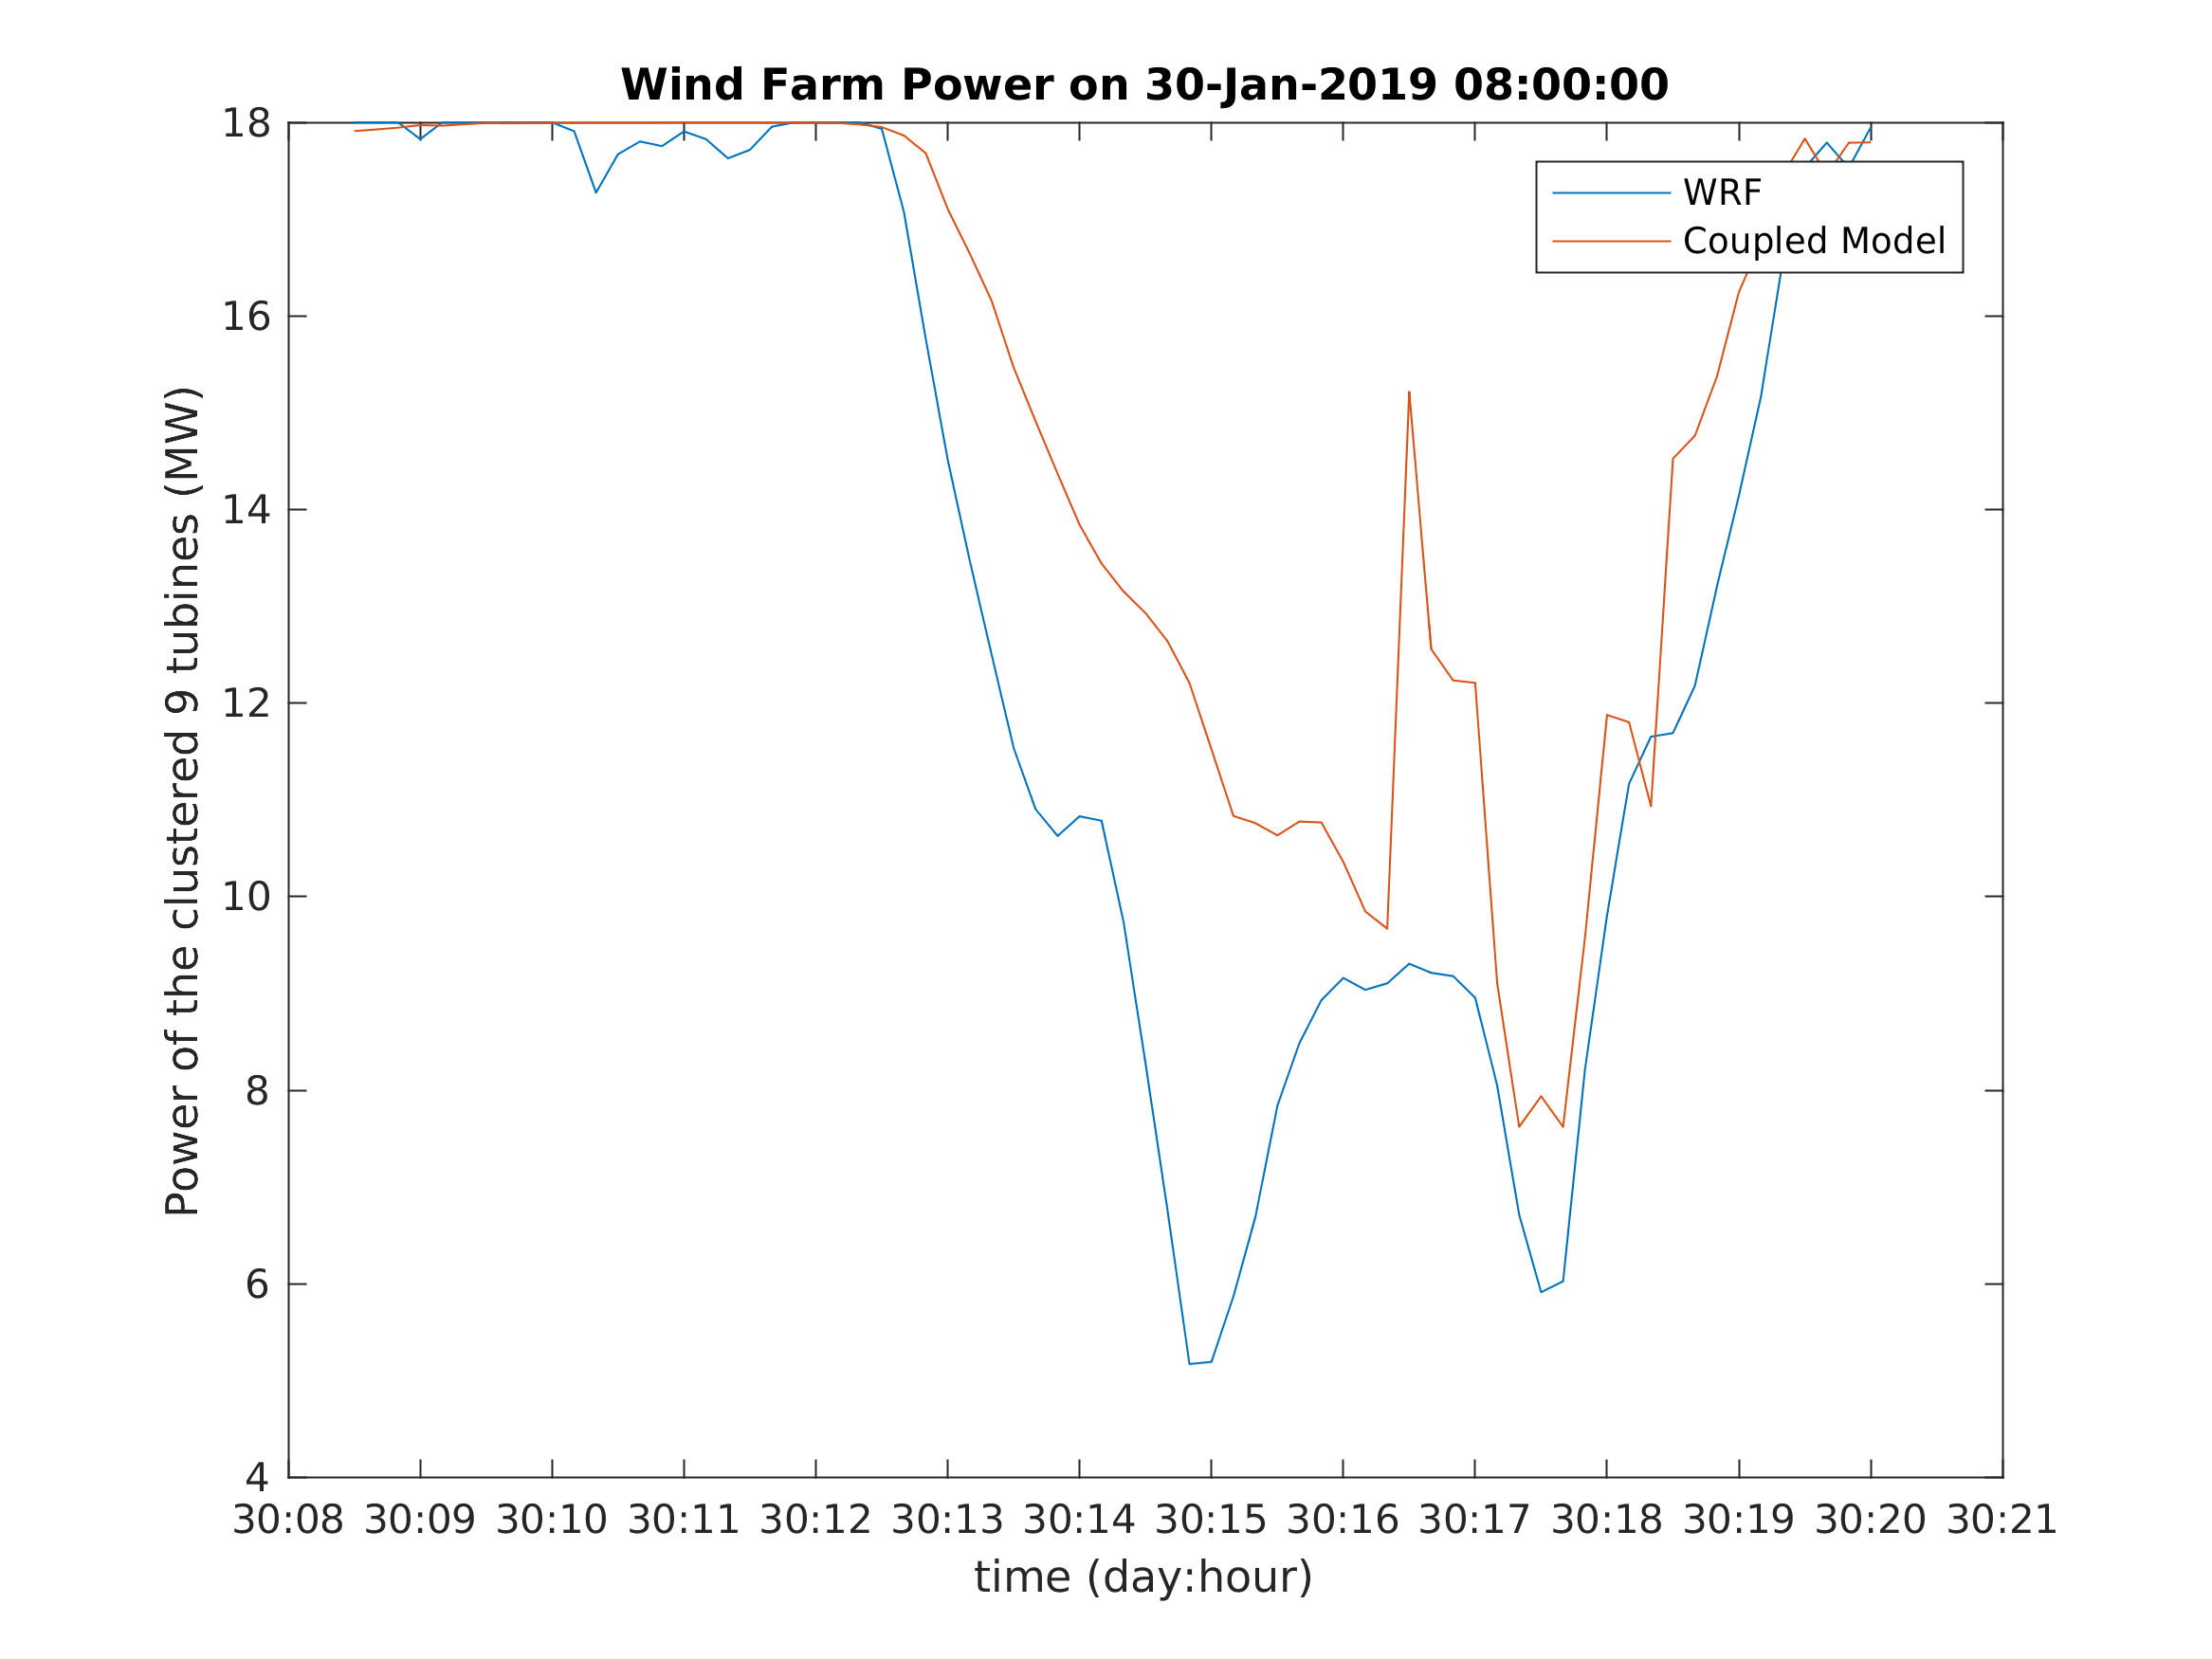 Wind Farm Power on 30-Jan-2019 08:00:00
18
16
14
12
10
8
6
4
Power of the clustered 9 tubines (MW)
WRF
Coupled Model
30:08 30:09 30:10 30:11 30:12 30:13 30:14 30:15 30:16 30:17 30:18 30:19 30:20 30:21
time (day:hour)